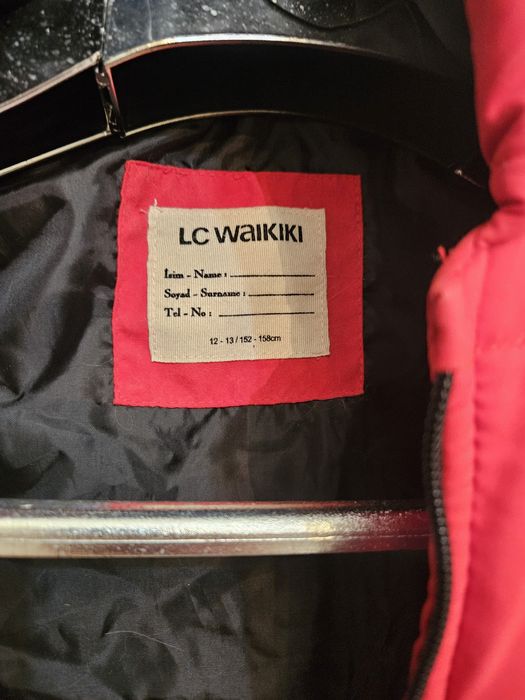 LC WAIKIKI
İsim - Name :
Soyad - Surname :
Tel - No :
12 - 13 / 152 - 158cm